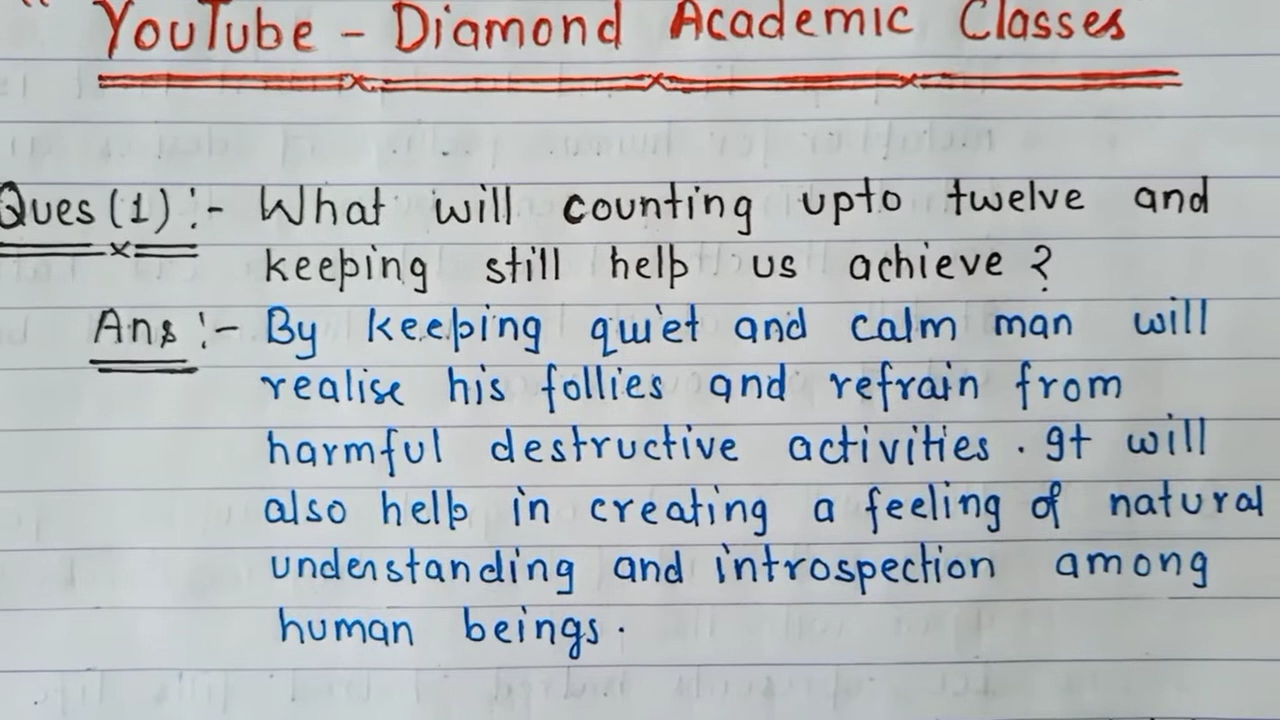 YouTube - Diamond Academic Classes
Ques (1) :- What will counting upto twelve and
keeping still help us achieve ?
Ans :- By keeping quiet and calm man will
realise his follies and refrain from
harmful destructive activities. It will
also help in creating a feeling of natural
understanding and introspection among
human beings.